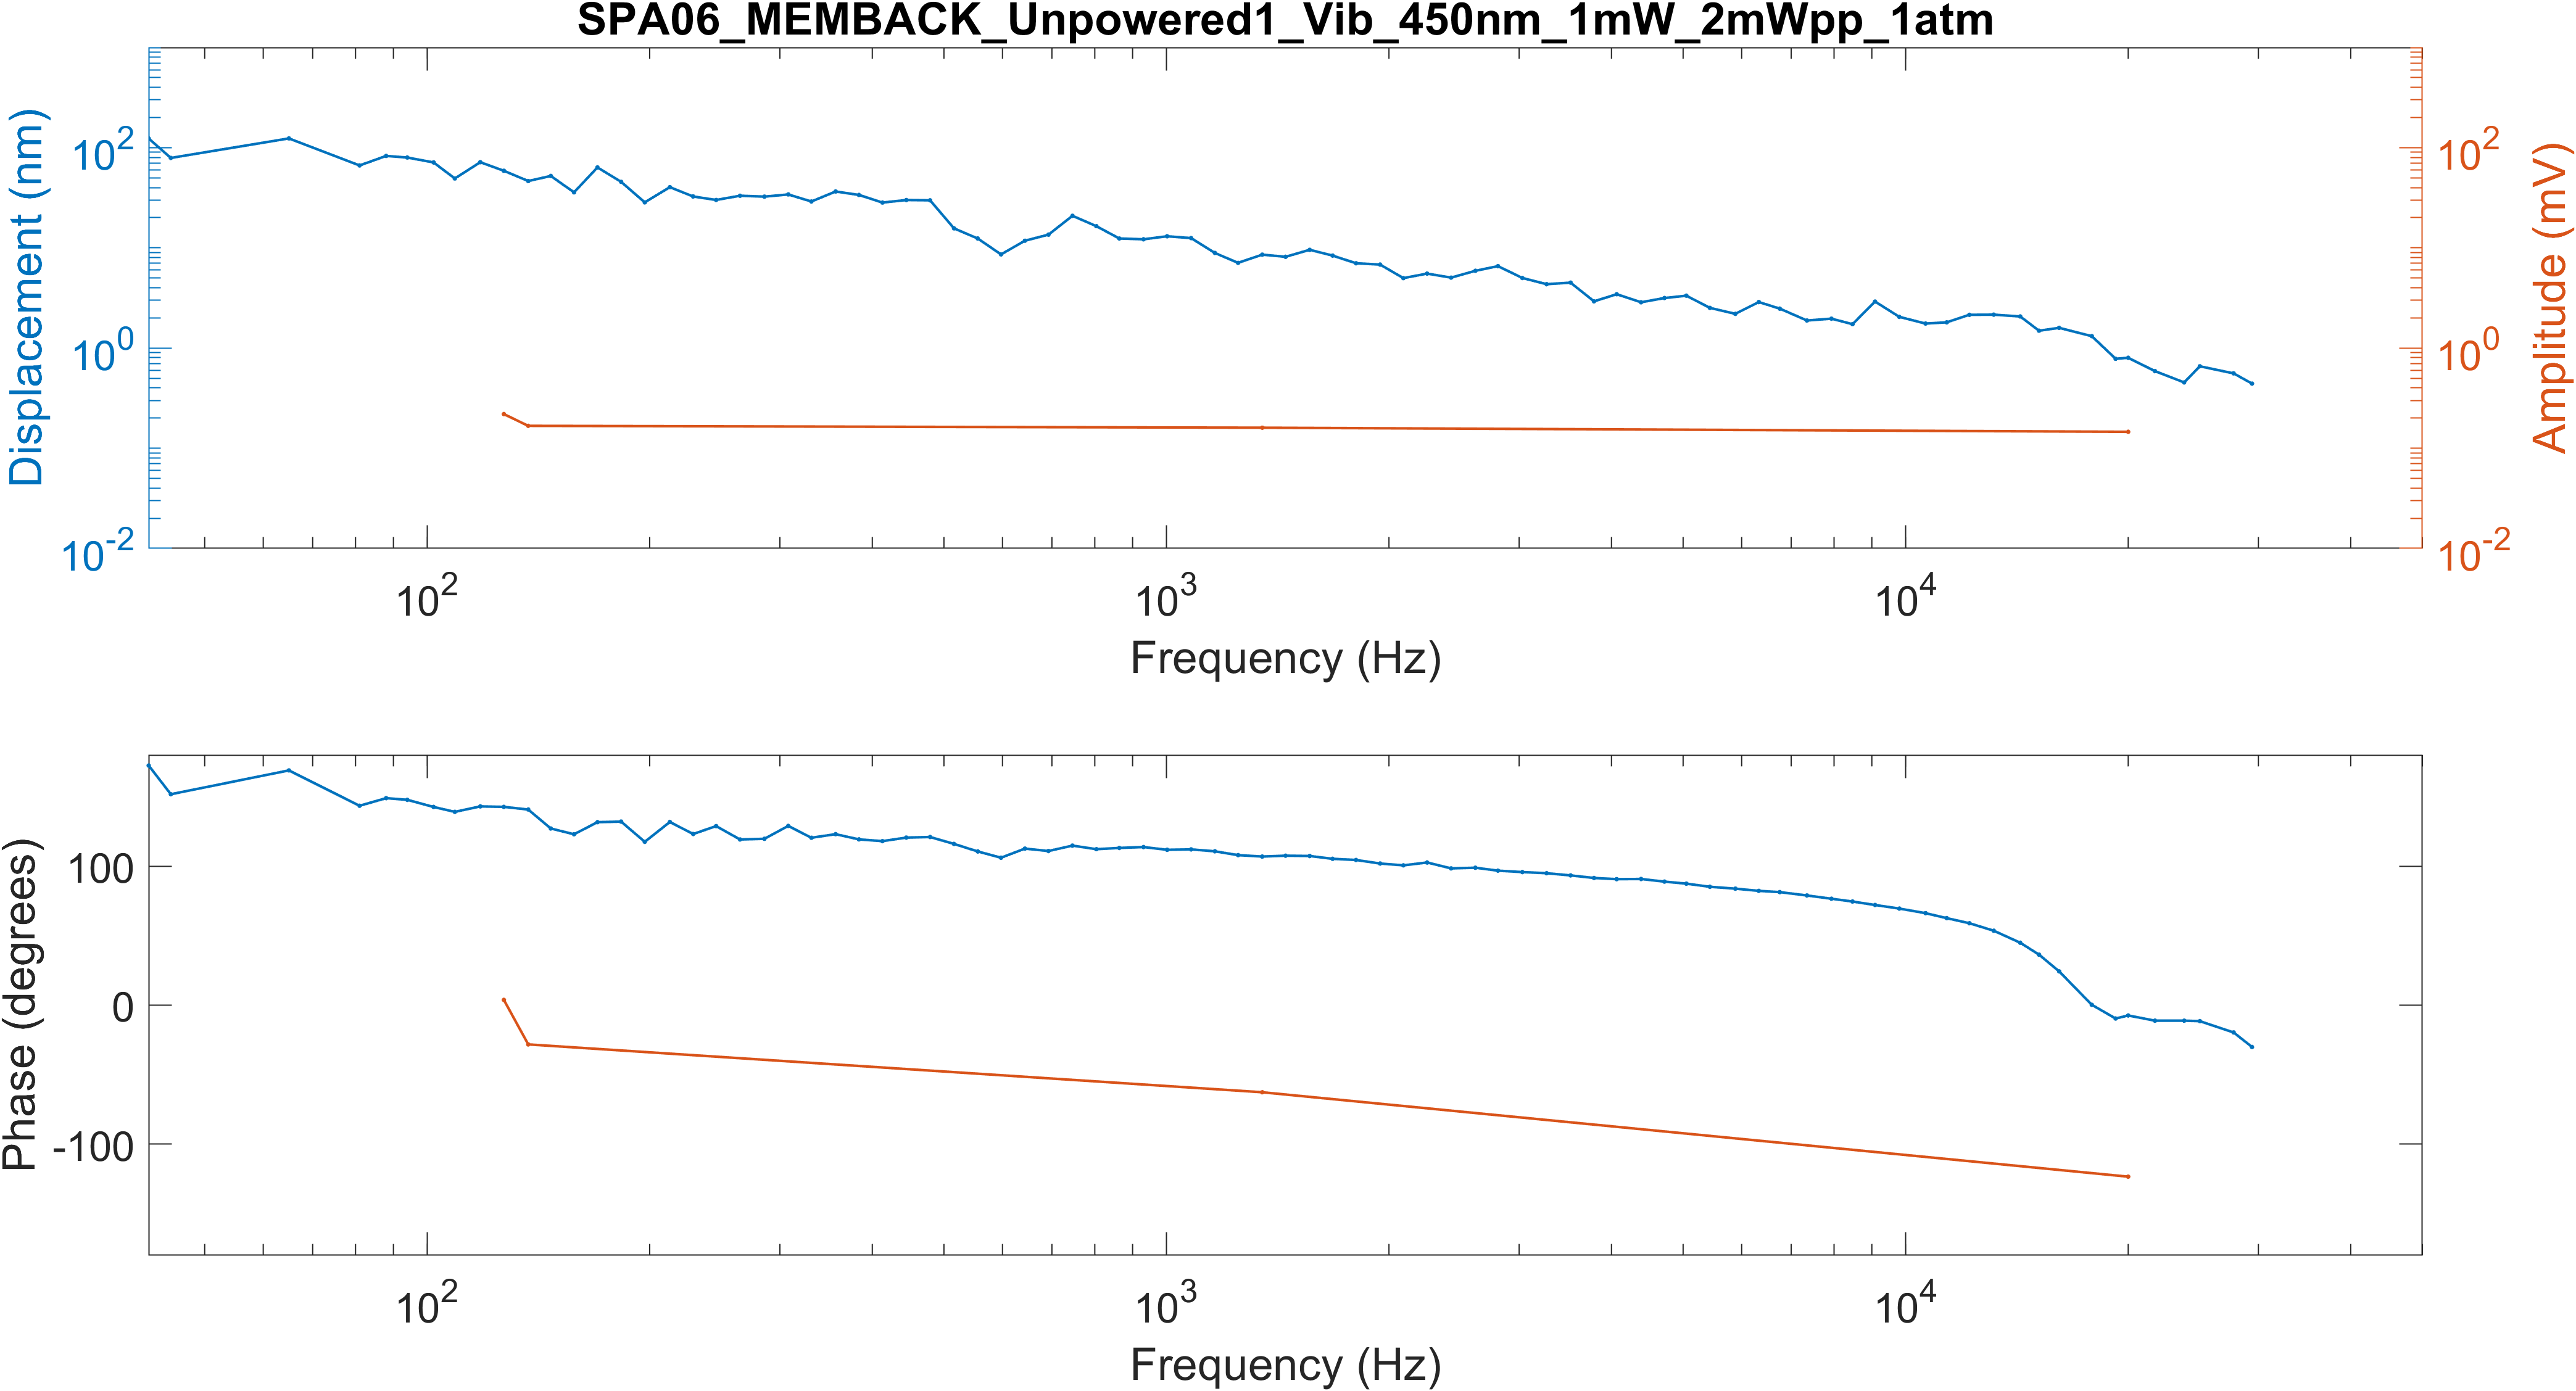 SPA06_MEMBACK_Unpowered1_Vib_450nm_1mW_2mWpp_1atm
Displacement (nm)
10^2
10^0
10^-2
Amplitude (mV)
10^2
10^0
10^-2
10^2 10^3 10^4
Frequency (Hz)
Phase (degrees)
100
0
-100
10^2 10^3 10^4
Frequency (Hz)